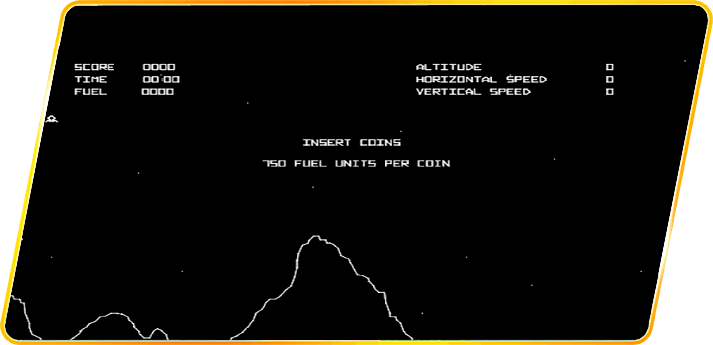 SCORE 0000
TIME 00:00
FUEL 0000
ALTITUDE 0
HORIZONTAL SPEED 0
VERTICAL SPEED 0
INSERT COINS
750 FUEL UNITS PER COIN